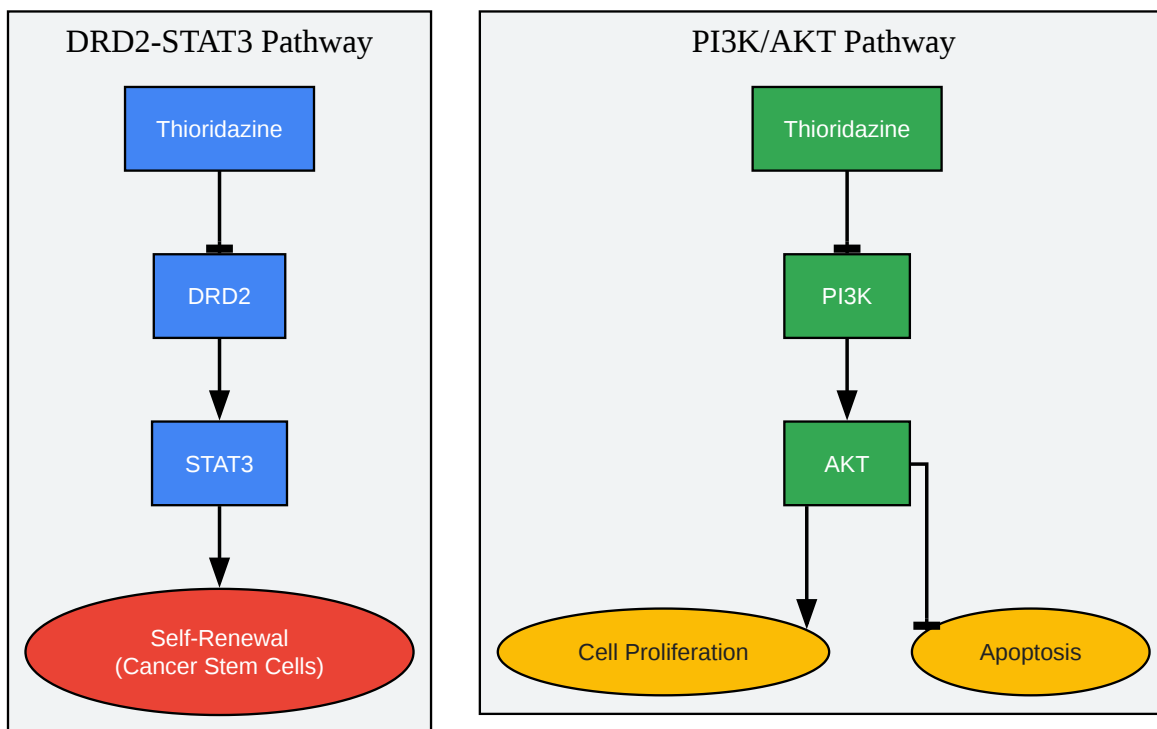 DRD2-STAT3 Pathway
Thioridazine
DRD2
STAT3
Self-Renewal
(Cancer Stem Cells)
PI3K/AKT Pathway
Thioridazine
PI3K
AKT
Cell Proliferation
Apoptosis